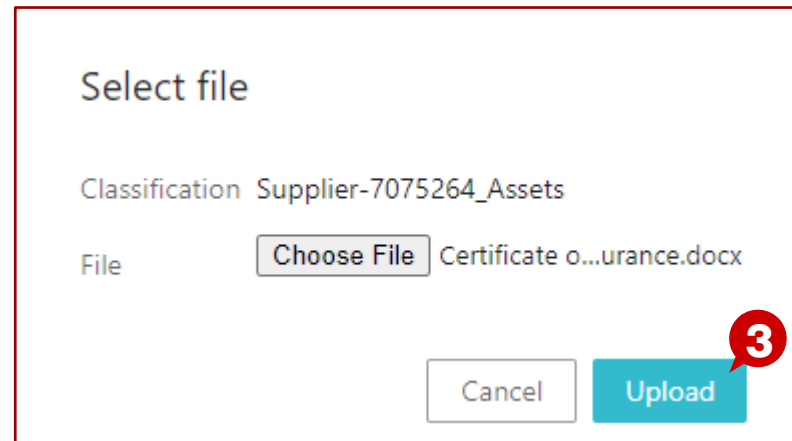 Select file
Classification Supplier-7075264_Assets
File Choose File Certificate o...urance.docx
3
Cancel Upload